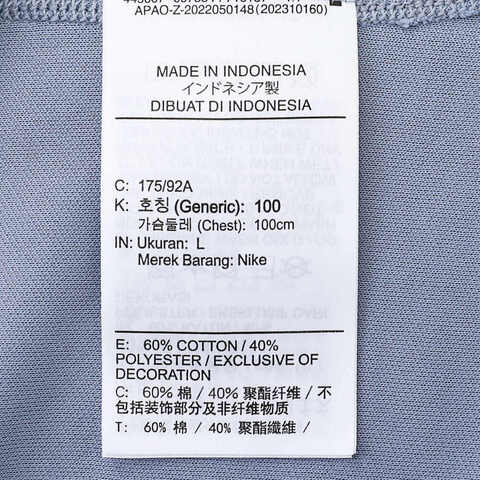 APAO-Z-2022050148(202310160)
MADE IN INDONESIA
インドネシア製
DIBUAT DI INDONESIA
C: 175/92A
K: 호칭 (Generic): 100
가슴둘레 (Chest): 100cm
IN: Ukuran: L
Merek Barang: Nike
E: 60% COTTON / 40%
POLYESTER / EXCLUSIVE OF
DECORATION
C: 60% 棉 / 40% 聚酯纤维 / 不
包括装饰部分及非纤维物质
T: 60% 棉 / 40% 聚酯纖維 /